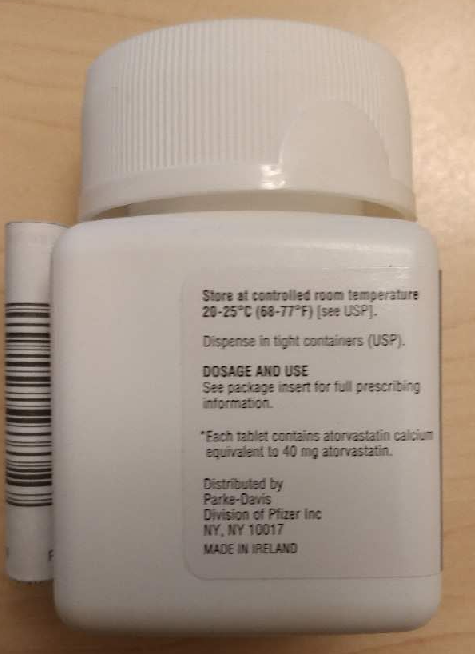 Store at controlled room temperature
20-25°C (68-77°F) [see USP].
Dispense in tight containers (USP).
DOSAGE AND USE
See package insert for full prescribing
information.
*Each tablet contains atorvastatin calcium
equivalent to 40 mg atorvastatin.
Distributed by
Parke-Davis
Division of Pfizer Inc
NY, NY 10017
MADE IN IRELAND